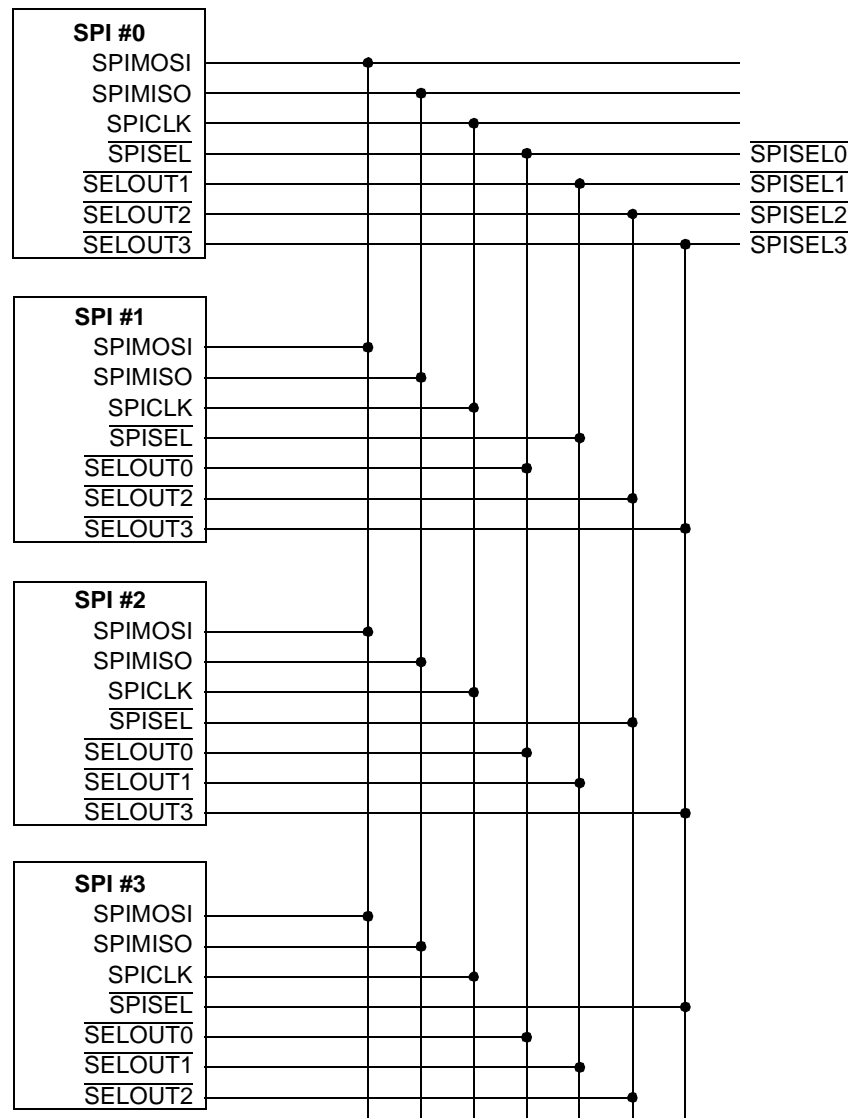 SPI #0
SPIMOSI
SPIMISO
SPICLK
SPISEL SPISEL0
SELOUT1 SPISEL1
SELOUT2 SPISEL2
SELOUT3 SPISEL3
SPI #1
SPIMOSI
SPIMISO
SPICLK
SPISEL
SELOUT0
SELOUT2
SELOUT3
SPI #2
SPIMOSI
SPIMISO
SPICLK
SPISEL
SELOUT0
SELOUT1
SELOUT3
SPI #3
SPIMOSI
SPIMISO
SPICLK
SPISEL
SELOUT0
SELOUT1
SELOUT2